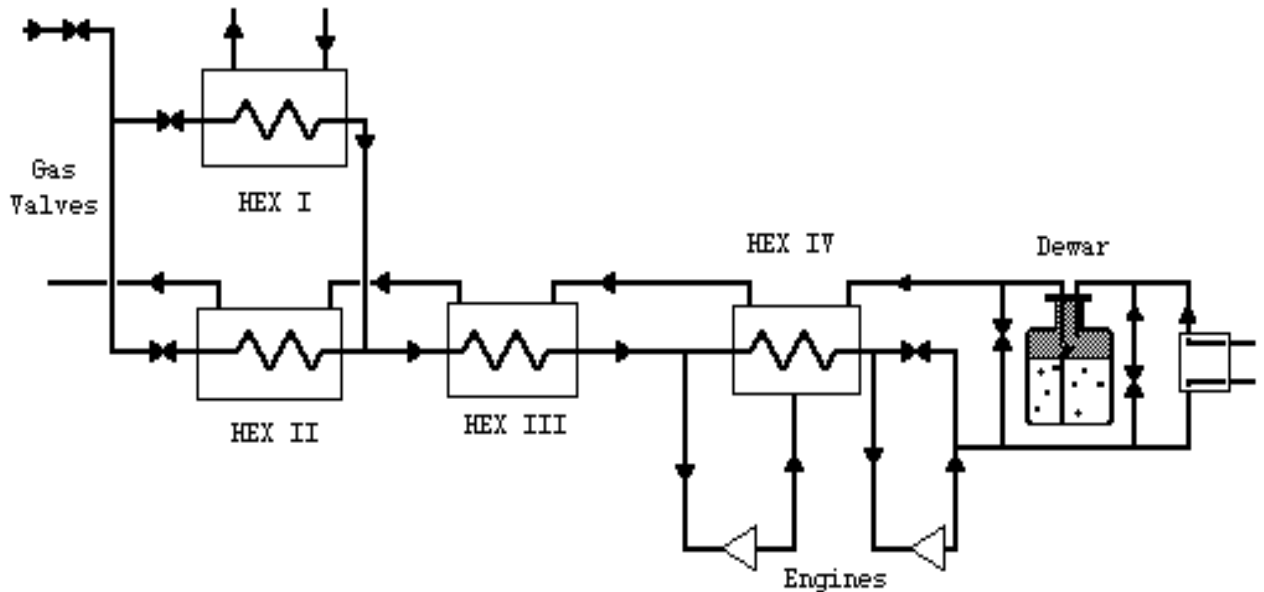 Gas
Valves
HEX I
HEX IV
Dewar
HEX II
HEX III
Engines